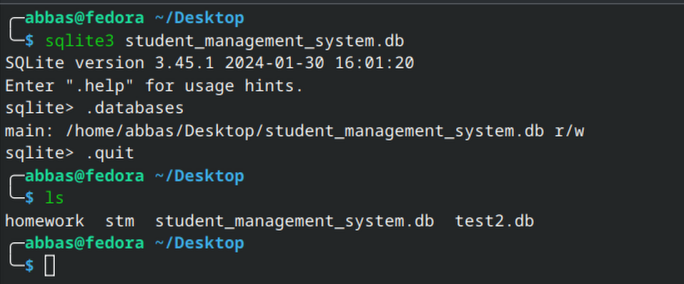 abbas@fedora ~/Desktop
$ sqlite3 student_management_system.db
SQLite version 3.45.1 2024-01-30 16:01:20
Enter ".help" for usage hints.
sqlite> .databases
main: /home/abbas/Desktop/student_management_system.db r/w
sqlite> .quit
abbas@fedora ~/Desktop
$ ls
homework  stm  student_management_system.db  test2.db
abbas@fedora ~/Desktop
$